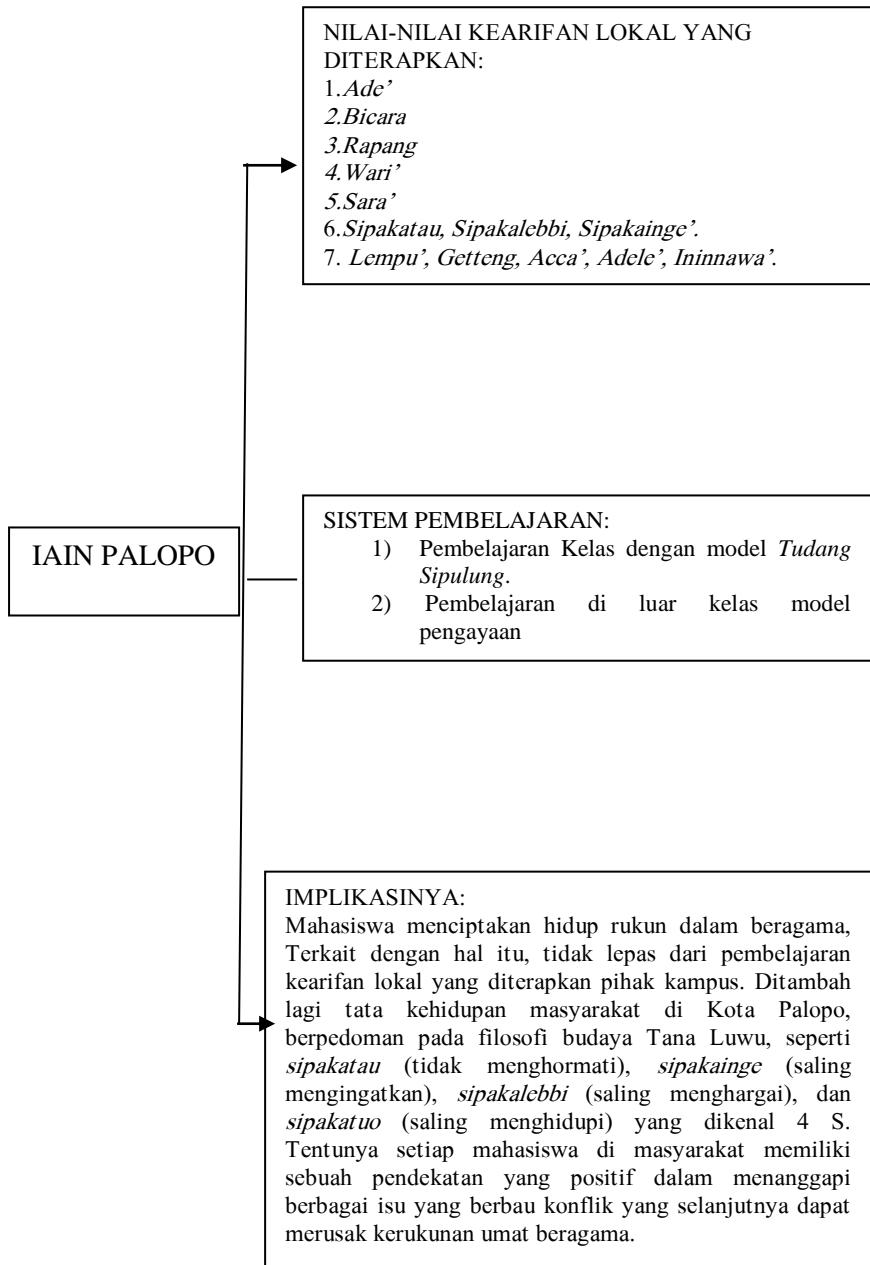 NILAI-NILAI KEARIFAN LOKAL YANG
DITERAPKAN:
1.Ade’
2.Bicara
3.Rapang
4.Wari’
5.Sara’
6.Sipakatau, Sipakalebbi, Sipakainge’.
7. Lempu’, Getteng, Acca’, Adele’, Ininnawa’.
IAIN PALOPO
SISTEM PEMBELAJARAN:
1) Pembelajaran Kelas dengan model Tudang
Sipulung.
2) Pembelajaran di luar kelas model
pengayaan
IMPLIKASINYA:
Mahasiswa menciptakan hidup rukun dalam beragama,
Terkait dengan hal itu, tidak lepas dari pembelajaran
kearifan lokal yang diterapkan pihak kampus. Ditambah
lagi tata kehidupan masyarakat di Kota Palopo,
berpedoman pada filosofi budaya Tana Luwu, seperti
sipakatau (tidak menghormati), sipakainge (saling
mengingatkan), sipakalebbi (saling menghargai), dan
sipakatuo (saling menghidupi) yang dikenal 4 S.
Tentunya setiap mahasiswa di masyarakat memiliki
sebuah pendekatan yang positif dalam menanggapi
berbagai isu yang berbau konflik yang selanjutnya dapat
merusak kerukunan umat beragama.